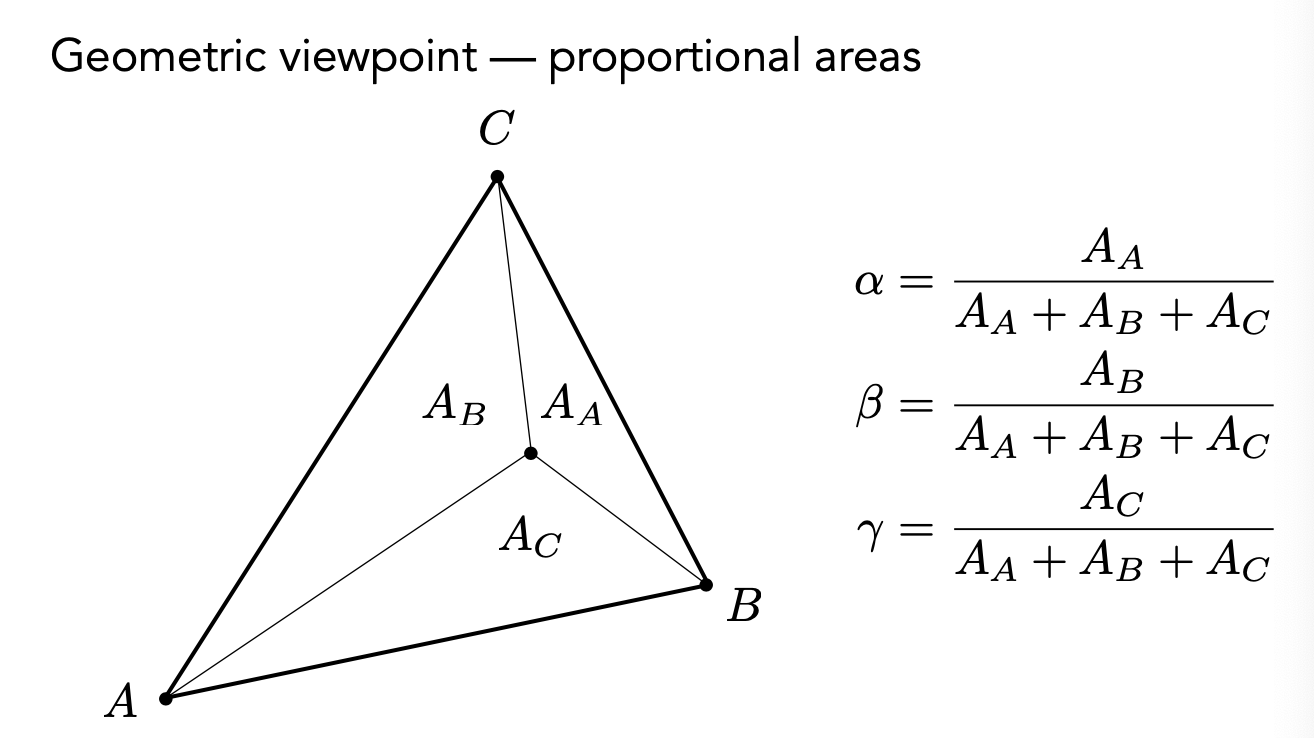 Geometric viewpoint — proportional areas
C
α = A_A / (A_A + A_B + A_C)
A_B A_A
β = A_B / (A_A + A_B + A_C)
A_C
γ = A_C / (A_A + A_B + A_C)
B
A